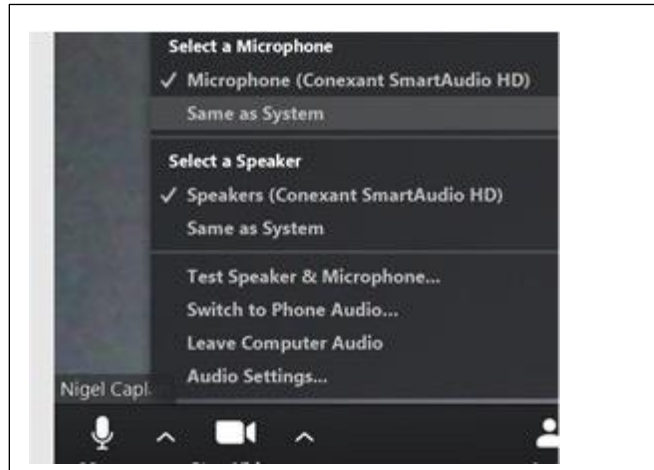 Select a Microphone
✓ Microphone (Conexant SmartAudio HD)
Same as System
Select a Speaker
✓ Speakers (Conexant SmartAudio HD)
Same as System
Test Speaker & Microphone...
Switch to Phone Audio...
Leave Computer Audio
Audio Settings...
Nigel Capl